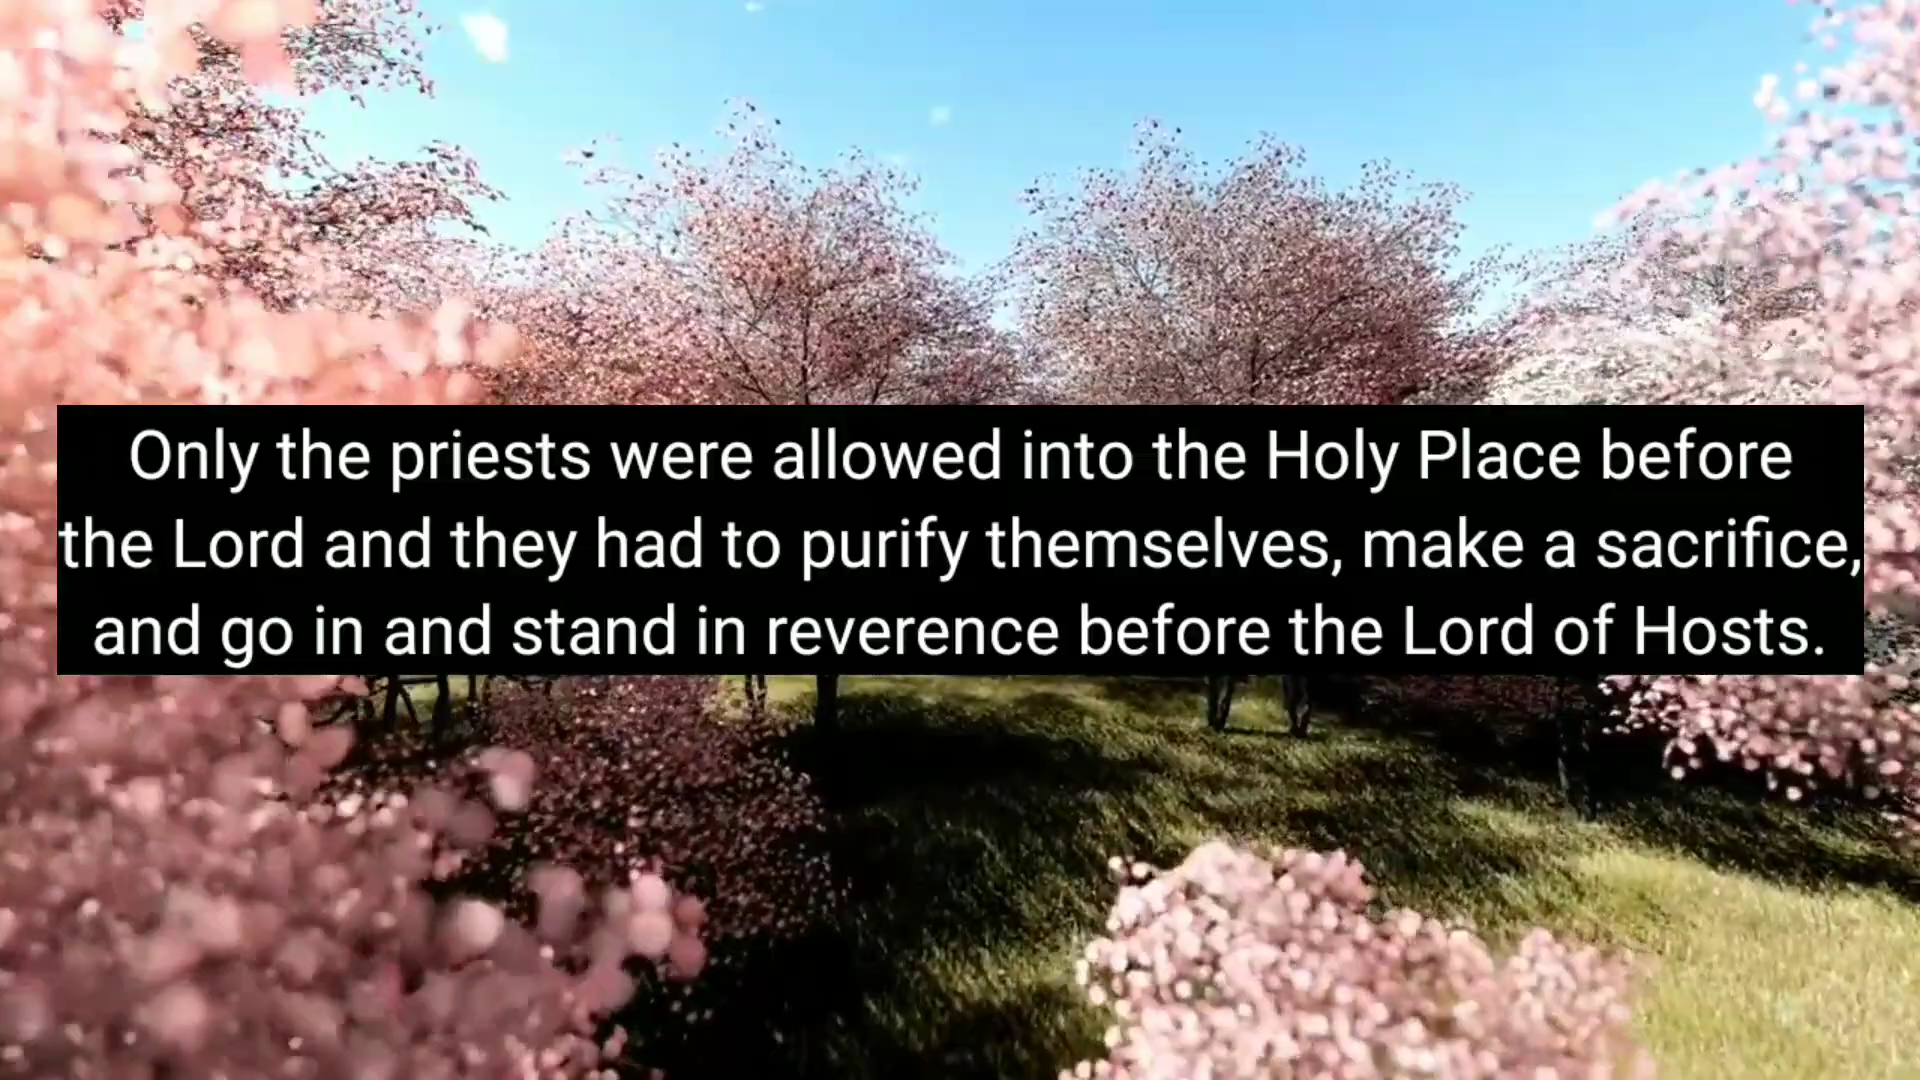 Only the priests were allowed into the Holy Place before
the Lord and they had to purify themselves, make a sacrifice,
and go in and stand in reverence before the Lord of Hosts.